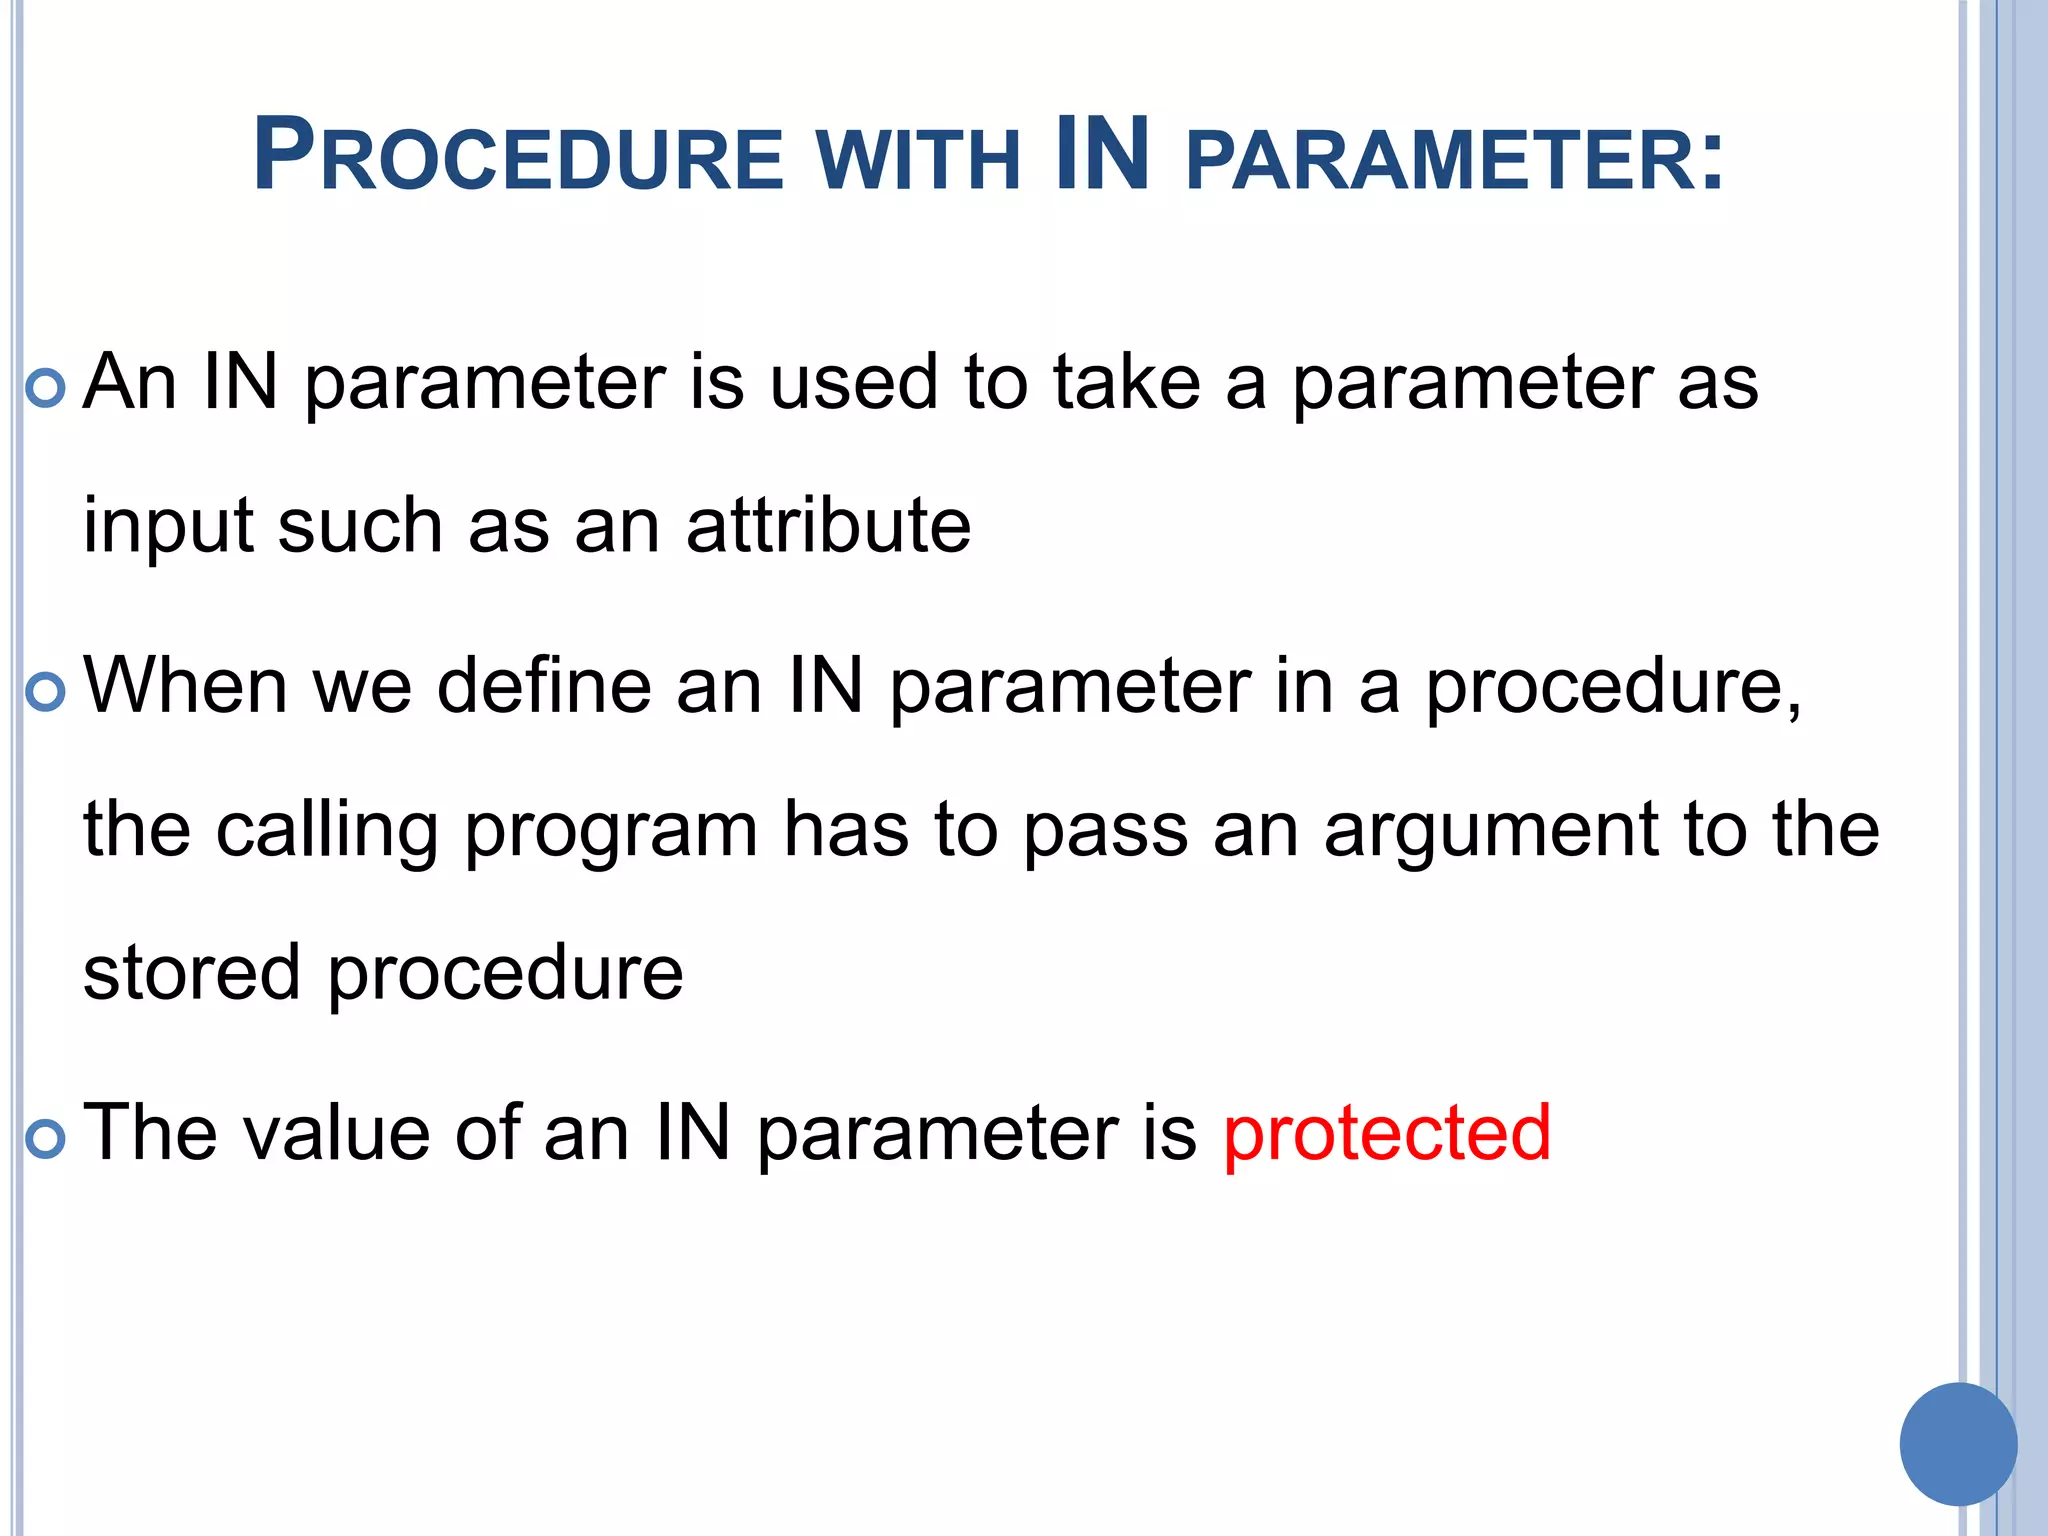 PROCEDURE WITH IN PARAMETER:
An IN parameter is used to take a parameter as
input such as an attribute
When we define an IN parameter in a procedure,
the calling program has to pass an argument to the
stored procedure
The value of an IN parameter is protected